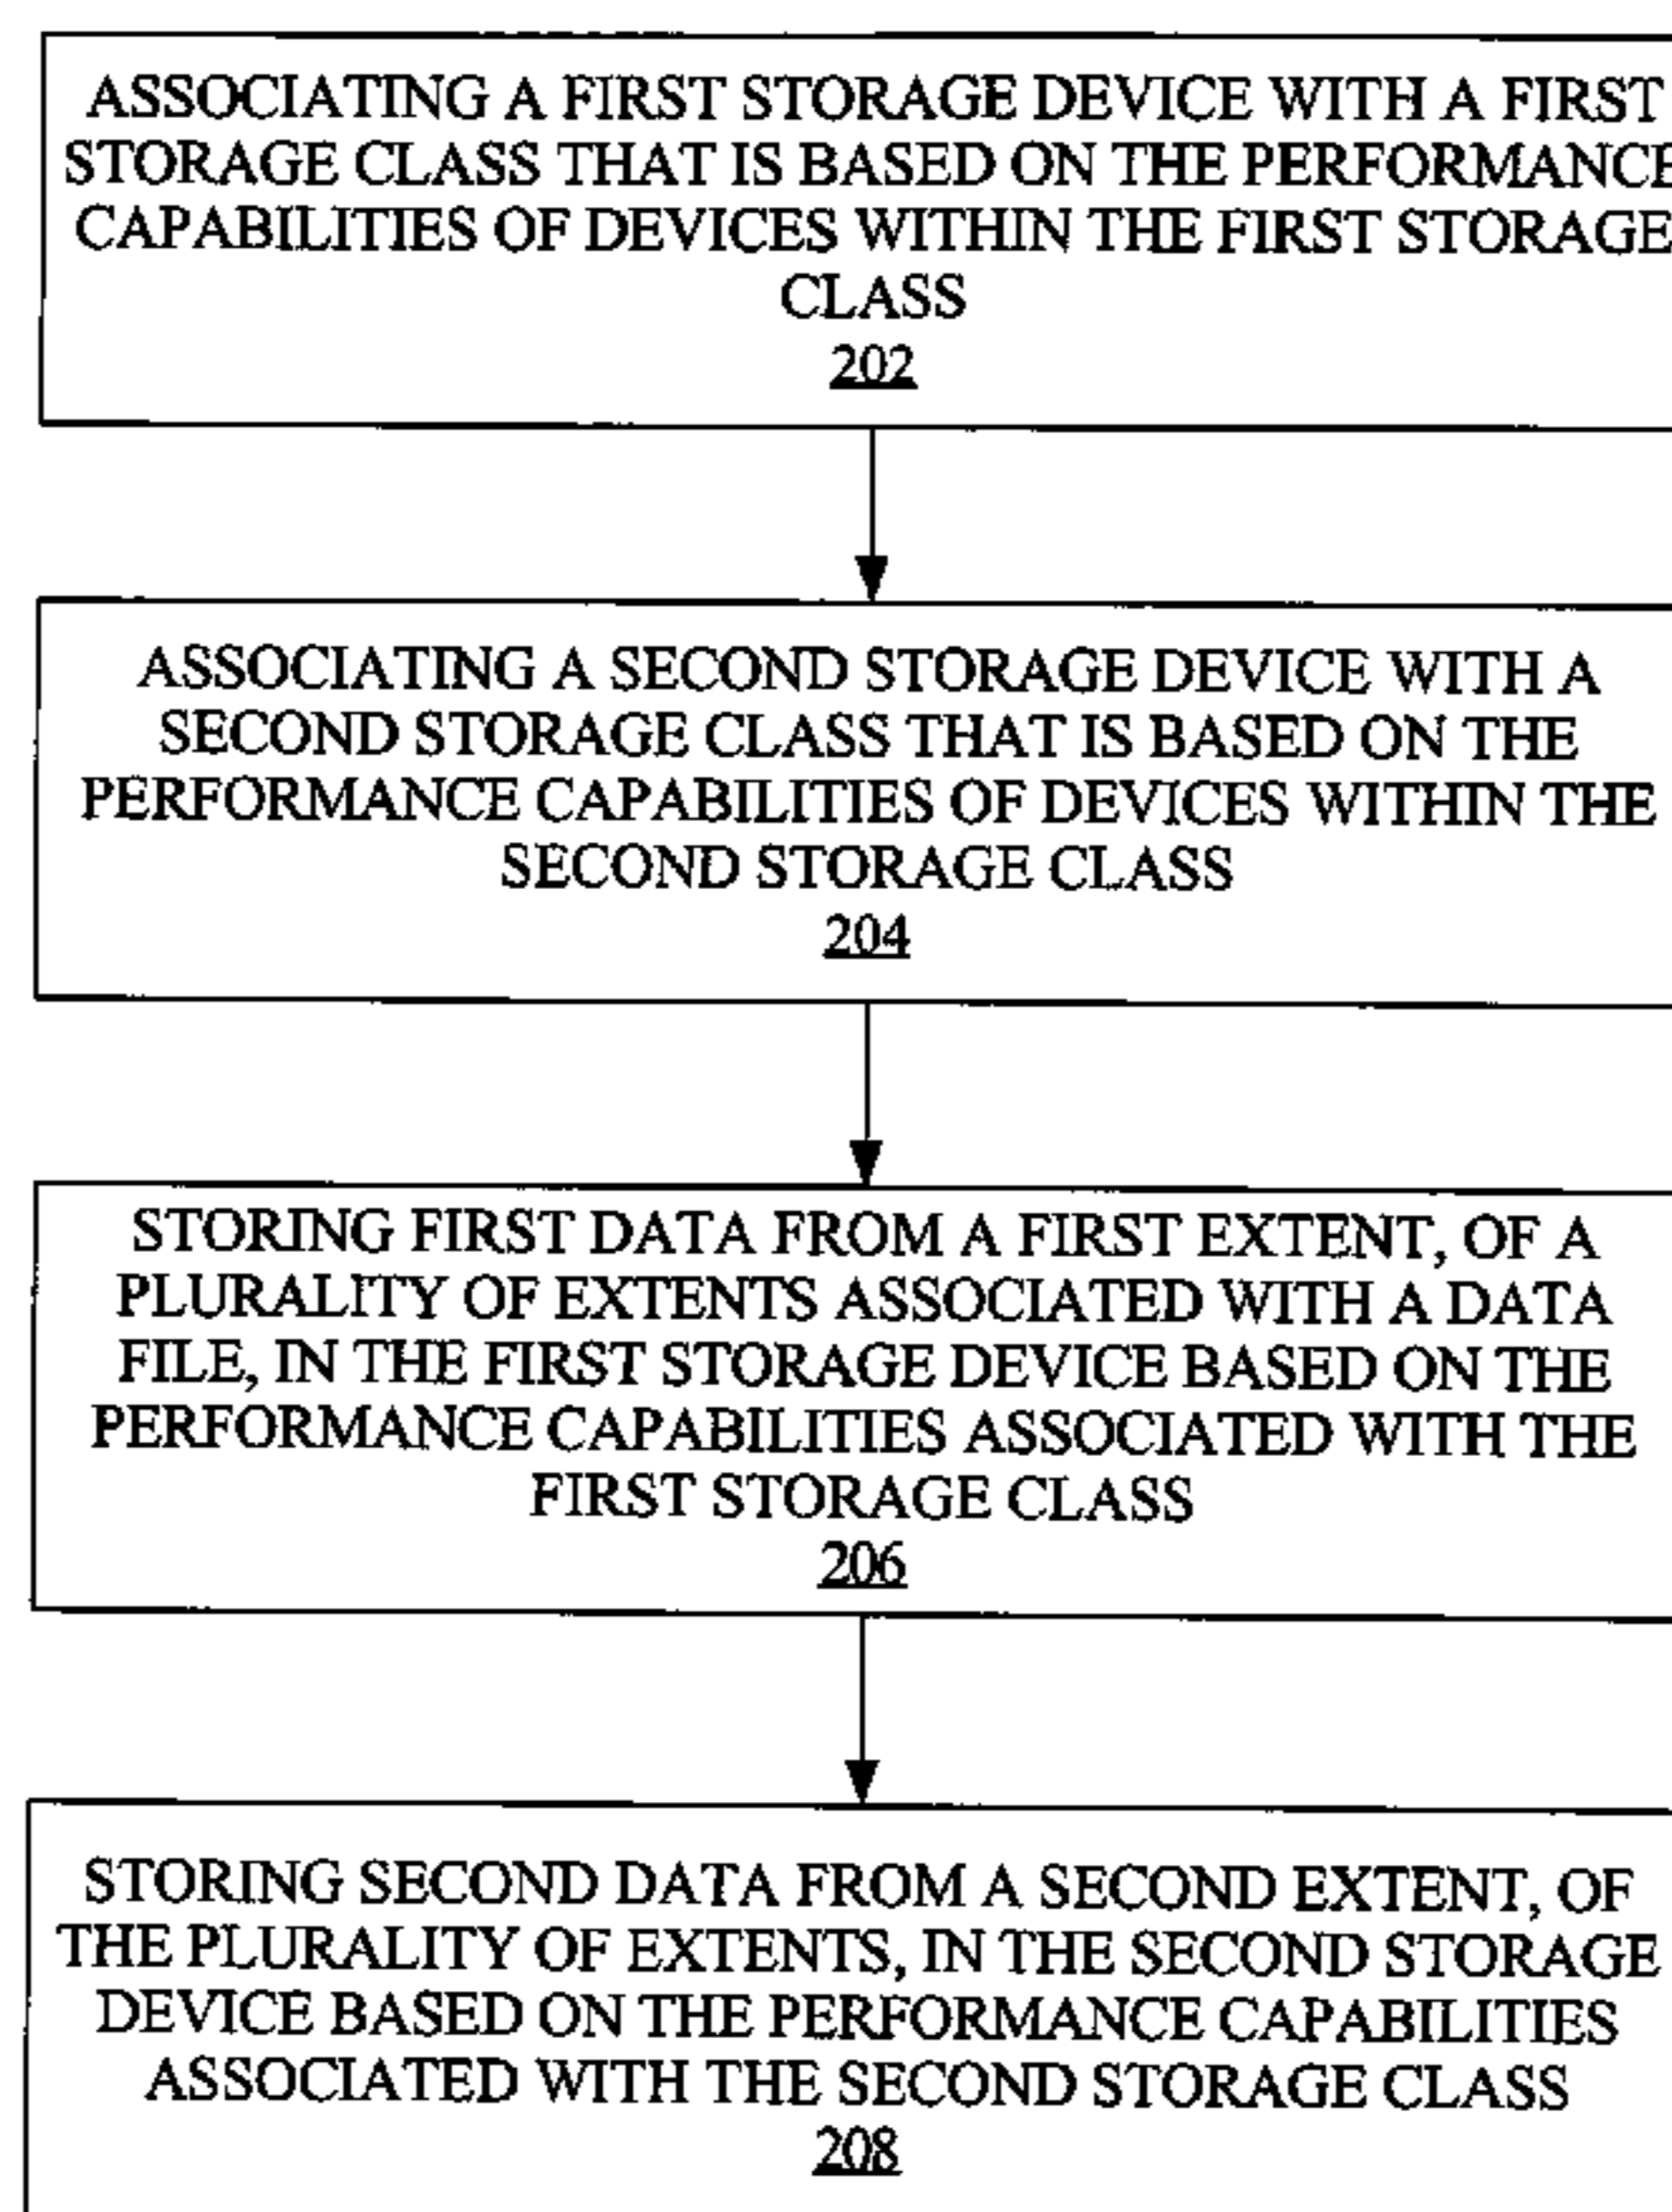 ASSOCIATING A FIRST STORAGE DEVICE WITH A FIRST
STORAGE CLASS THAT IS BASED ON THE PERFORMANCE
CAPABILITIES OF DEVICES WITHIN THE FIRST STORAGE
CLASS
202
ASSOCIATING A SECOND STORAGE DEVICE WITH A
SECOND STORAGE CLASS THAT IS BASED ON THE
PERFORMANCE CAPABILITIES OF DEVICES WITHIN THE
SECOND STORAGE CLASS
204
STORING FIRST DATA FROM A FIRST EXTENT, OF A
PLURALITY OF EXTENTS ASSOCIATED WITH A DATA
FILE, IN THE FIRST STORAGE DEVICE BASED ON THE
PERFORMANCE CAPABILITIES ASSOCIATED WITH THE
FIRST STORAGE CLASS
206
STORING SECOND DATA FROM A SECOND EXTENT, OF
THE PLURALITY OF EXTENTS, IN THE SECOND STORAGE
DEVICE BASED ON THE PERFORMANCE CAPABILITIES
ASSOCIATED WITH THE SECOND STORAGE CLASS
208